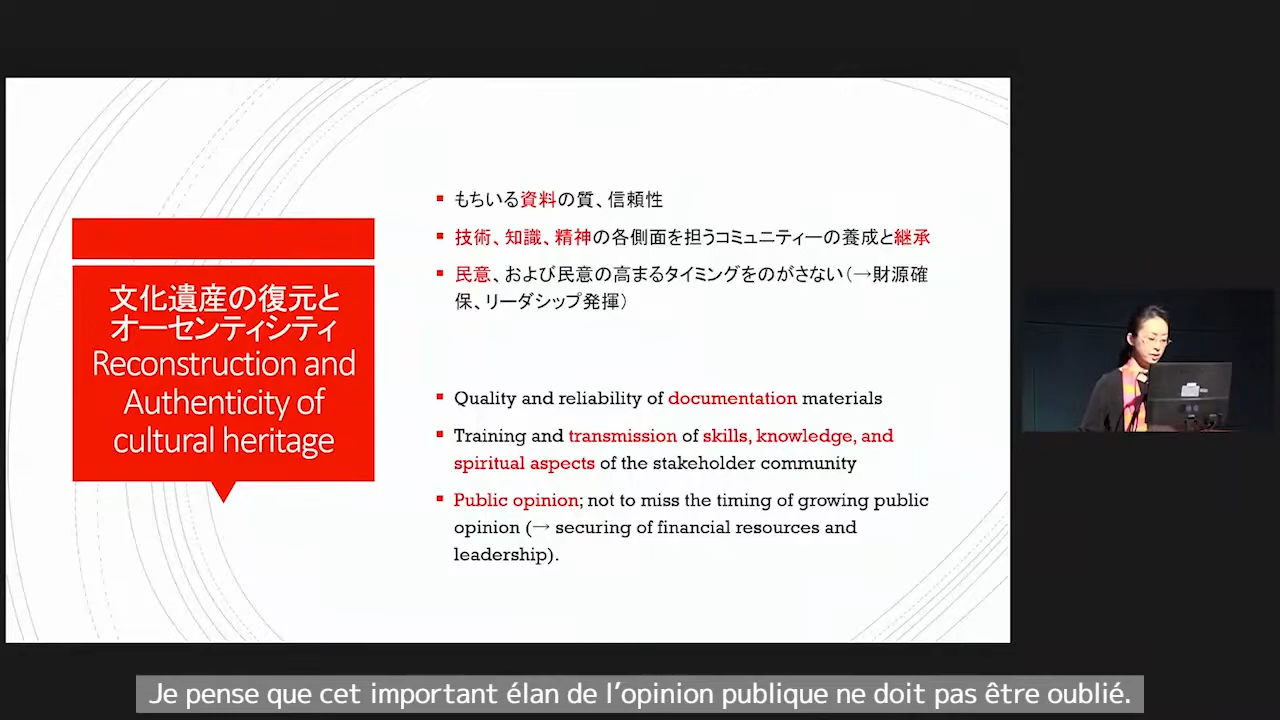 文化遺産の復元と
オーセンティシティ
Reconstruction and
Authenticity of
cultural heritage
▪ もちいる資料の質、信頼性
▪ 技術、知識、精神の各側面を担うコミュニティーの養成と継承
▪ 民意、および民意の高まるタイミングをのがさない（→財源確
保、リーダシップ発揮）
▪ Quality and reliability of documentation materials
▪ Training and transmission of skills, knowledge, and
spiritual aspects of the stakeholder community
▪ Public opinion; not to miss the timing of growing public
opinion (→ securing of financial resources and
leadership).
Je pense que cet important élan de l’opinion publique ne doit pas être oublié.